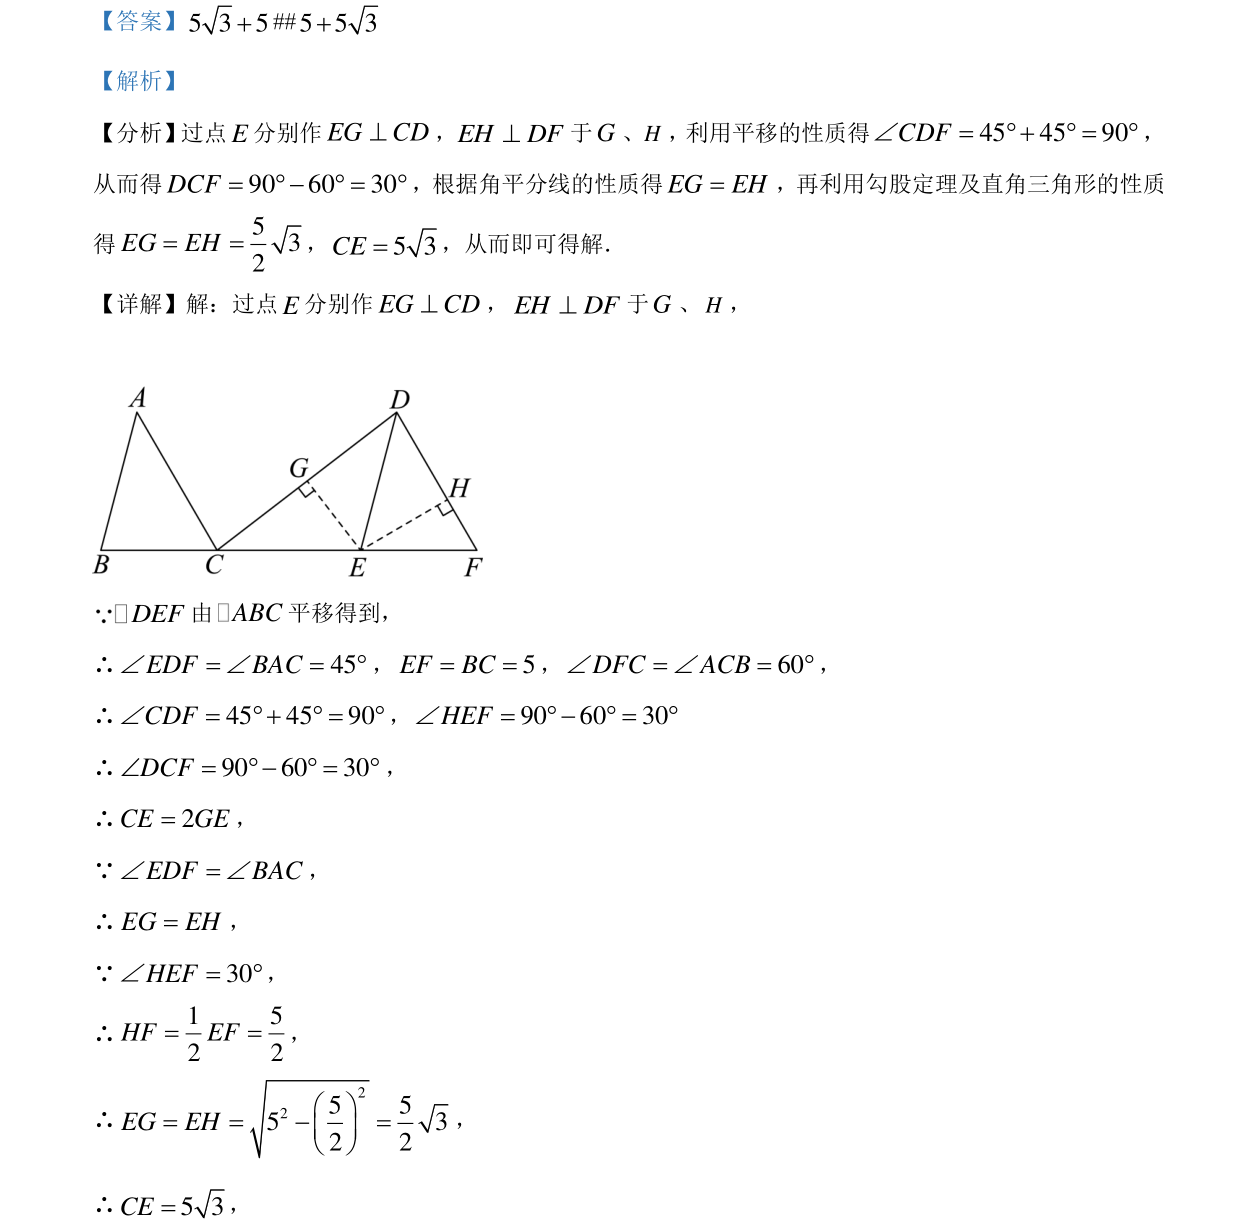 【答案】5√3+5##5+5√3
【解析】
【分析】过点E分别作EG⊥CD，EH⊥DF于G、H，利用平移的性质得∠CDF=45°+45°=90°，
从而得DCF=90°−60°=30°，根据角平分线的性质得EG=EH，再利用勾股定理及直角三角形的性质
得EG=EH=5/2√3，CE=5√3，从而即可得解．
【详解】解：过点E分别作EG⊥CD，EH⊥DF于G、H，
A
D
G
H
B
C
E
F
∵□DEF由□ABC平移得到，
∴∠EDF=∠BAC=45°，EF=BC=5，∠DFC=∠ACB=60°，
∴∠CDF=45°+45°=90°，∠HEF=90°−60°=30°
∴∠DCF=90°−60°=30°，
∴CE=2GE，
∵∠EDF=∠BAC，
∴EG=EH，
∵∠HEF=30°，
∴HF=1/2EF=5/2，
∴EG=EH=√(5²−(5/2)²)=5/2√3，
∴CE=5√3，